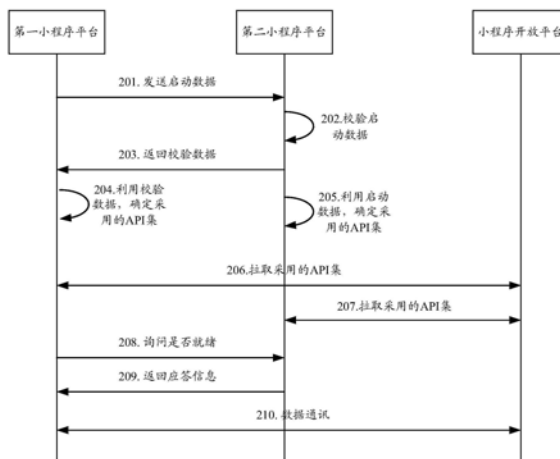 第一小程序平台
第二小程序平台
小程序开放平台
201. 发送启动数据
202.校验启
动数据
203. 返回校验数据
204.利用校验
数据，确定采
用的API集
205.利用启动
数据，确定采
用的API集
206.拉取采用的API集
207.拉取采用的API集
208. 询问是否就绪
209. 返回应答信息
210. 数据通讯